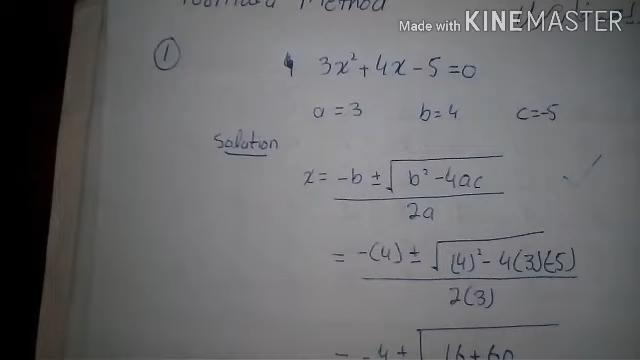 Made with KINEMASTER
Method
① 3x² + 4x - 5 = 0
a = 3 b = 4 c = -5
Solution
x = -b ± √b² - 4ac
2a
= -(4) ± √(4)² - 4(3)(-5)
2(3)
= -4 ± √16 + 60